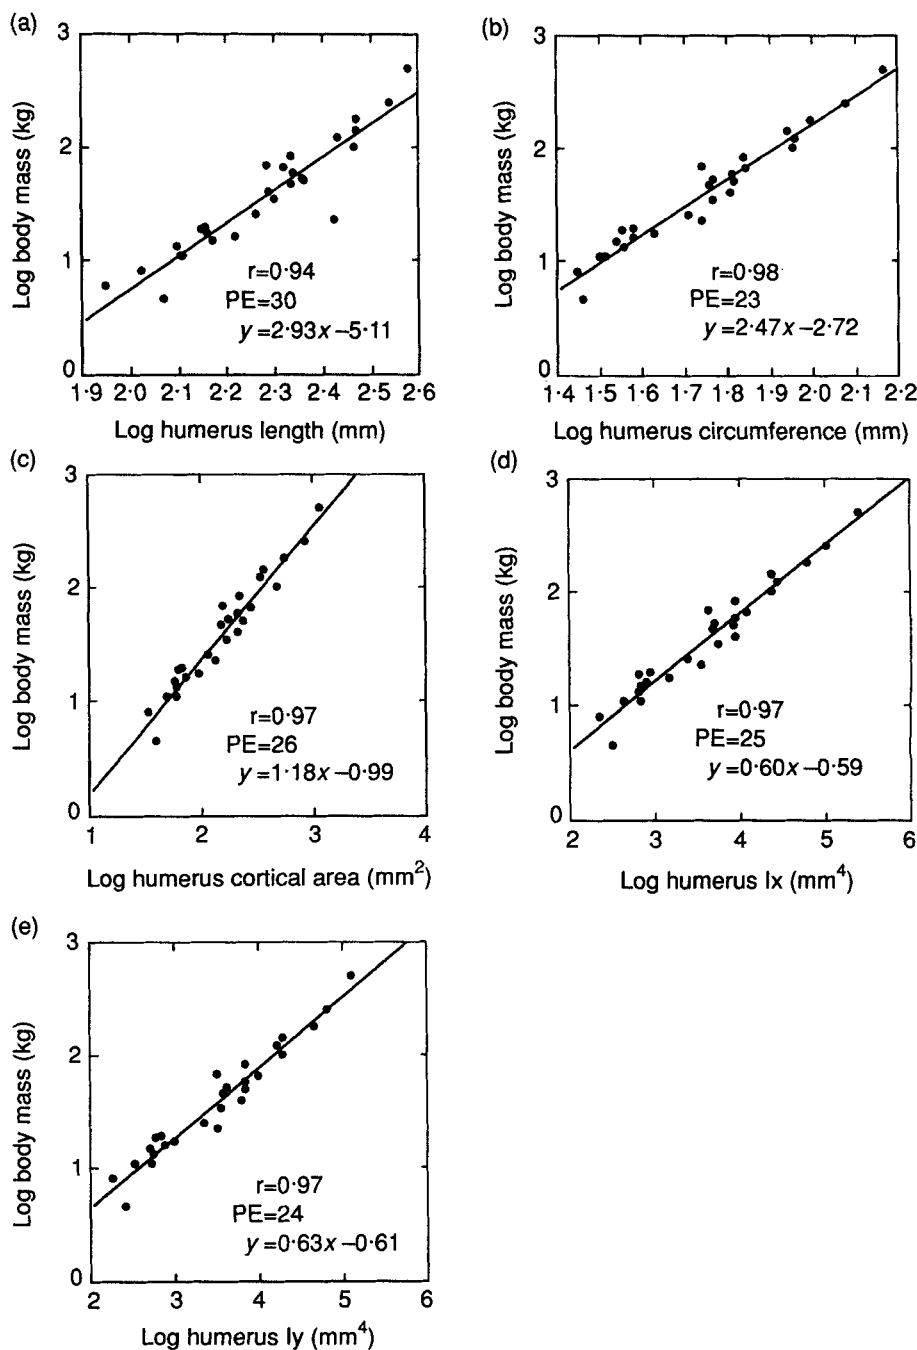 (a)
3
2
1
0
Log body mass (kg)
r=0·94
PE=30
y=2·93x–5·11
1·9 2·0 2·1 2·2 2·3 2·4 2·5 2·6
Log humerus length (mm)
(b)
3
2
1
0
Log body mass (kg)
r=0·98
PE=23
y=2·47x–2·72
1·4 1·5 1·6 1·7 1·8 1·9 2·0 2·1 2·2
Log humerus circumference (mm)
(c)
3
2
1
0
Log body mass (kg)
r=0·97
PE=26
y=1·18x–0·99
1 2 3 4
Log humerus cortical area (mm²)
(d)
3
2
1
0
Log body mass (kg)
r=0·97
PE=25
y=0·60x–0·59
2 3 4 5 6
Log humerus Ix (mm⁴)
(e)
3
2
1
0
Log body mass (kg)
r=0·97
PE=24
y=0·63x–0·61
2 3 4 5 6
Log humerus Iy (mm⁴)